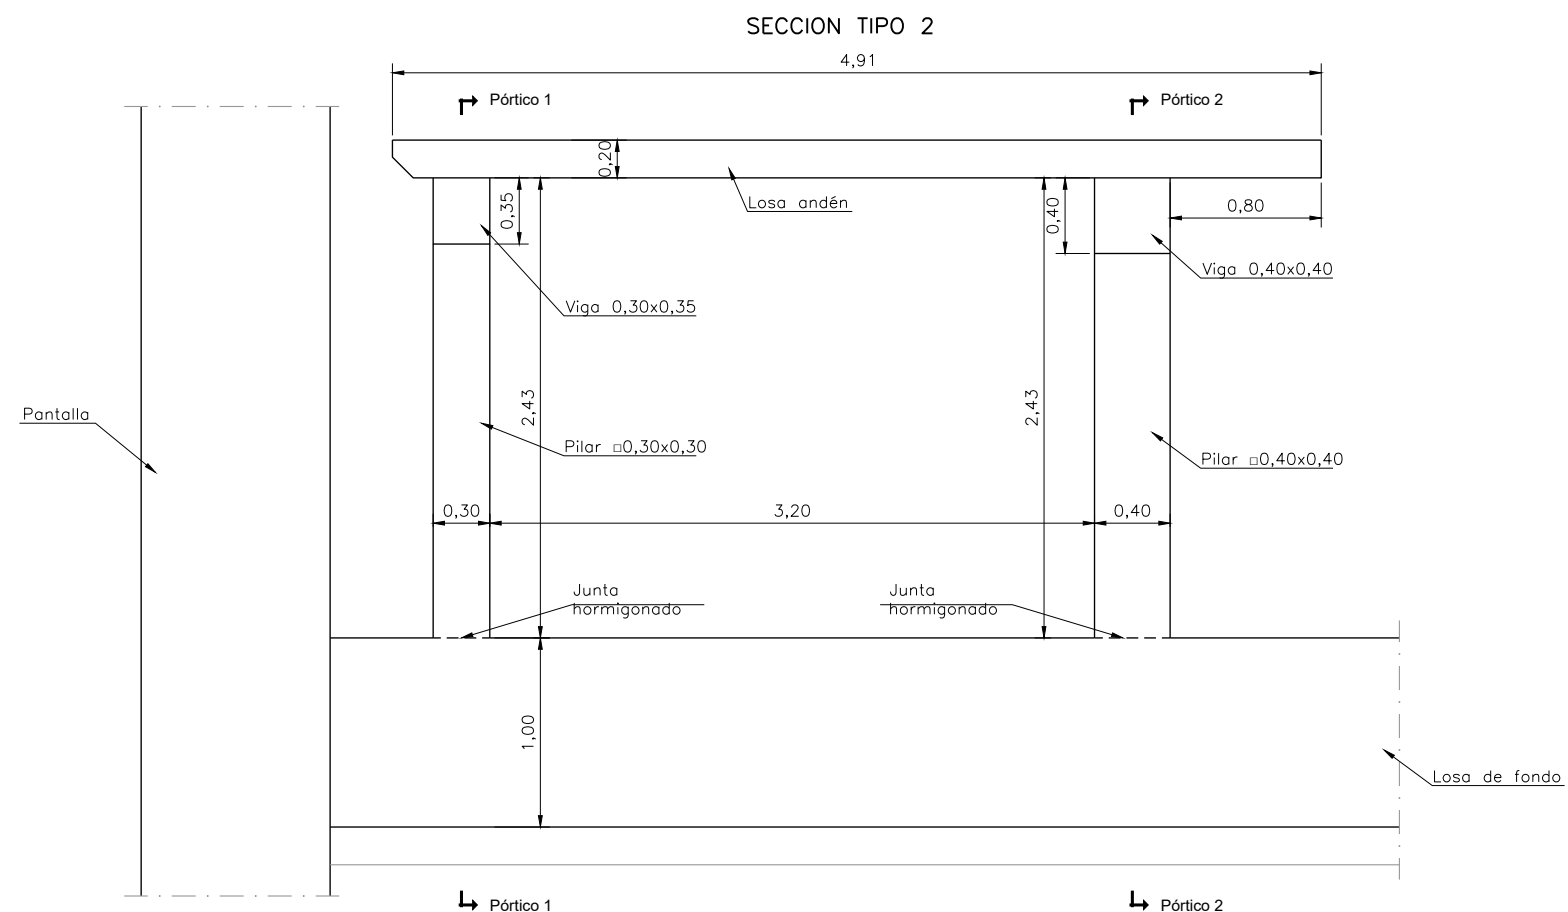 SECCION TIPO 2
4,91
Pórtico 1
Pórtico 2
0,20
Losa andén
0,35
0,40
0,80
Viga 0,40x0,40
Viga 0,30x0,35
2,43
2,43
Pantalla
Pilar □0,30x0,30
Pilar □0,40x0,40
0,30
3,20
0,40
Junta
hormigonado
Junta
hormigonado
1,00
Losa de fondo
Pórtico 1
Pórtico 2